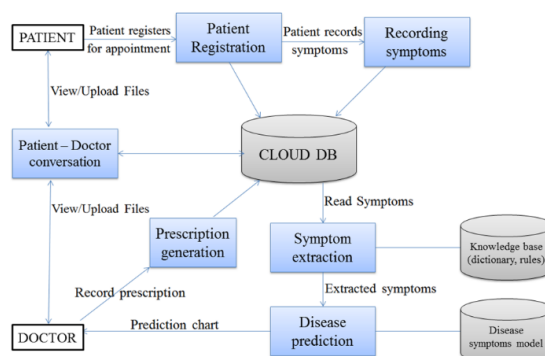 PATIENT
Patient registers
for appointment
Patient
Registration
Patient records
symptoms
Recording
symptoms
View/Upload Files
Patient – Doctor
conversation
CLOUD DB
View/Upload Files
Read Symptoms
Prescription
generation
Symptom
extraction
Knowledge base
(dictionary, rules)
Record prescription
Extracted symptoms
DOCTOR
Prediction chart
Disease
prediction
Disease
symptoms model